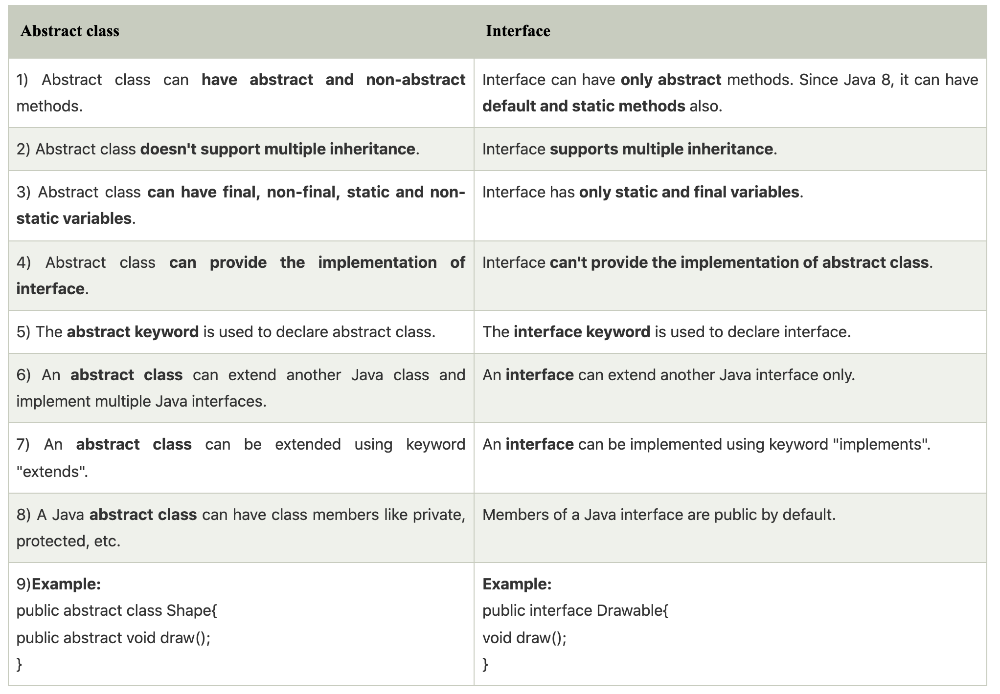 Abstract class
Interface
1) Abstract class can have abstract and non-abstract
methods.
Interface can have only abstract methods. Since Java 8, it can have
default and static methods also.
2) Abstract class doesn't support multiple inheritance.
Interface supports multiple inheritance.
3) Abstract class can have final, non-final, static and non-
static variables.
Interface has only static and final variables.
4) Abstract class can provide the implementation of
interface.
Interface can't provide the implementation of abstract class.
5) The abstract keyword is used to declare abstract class.
The interface keyword is used to declare interface.
6) An abstract class can extend another Java class and
implement multiple Java interfaces.
An interface can extend another Java interface only.
7) An abstract class can be extended using keyword
"extends".
An interface can be implemented using keyword "implements".
8) A Java abstract class can have class members like private,
protected, etc.
Members of a Java interface are public by default.
9)Example:
public abstract class Shape{
public abstract void draw();
}
Example:
public interface Drawable{
void draw();
}